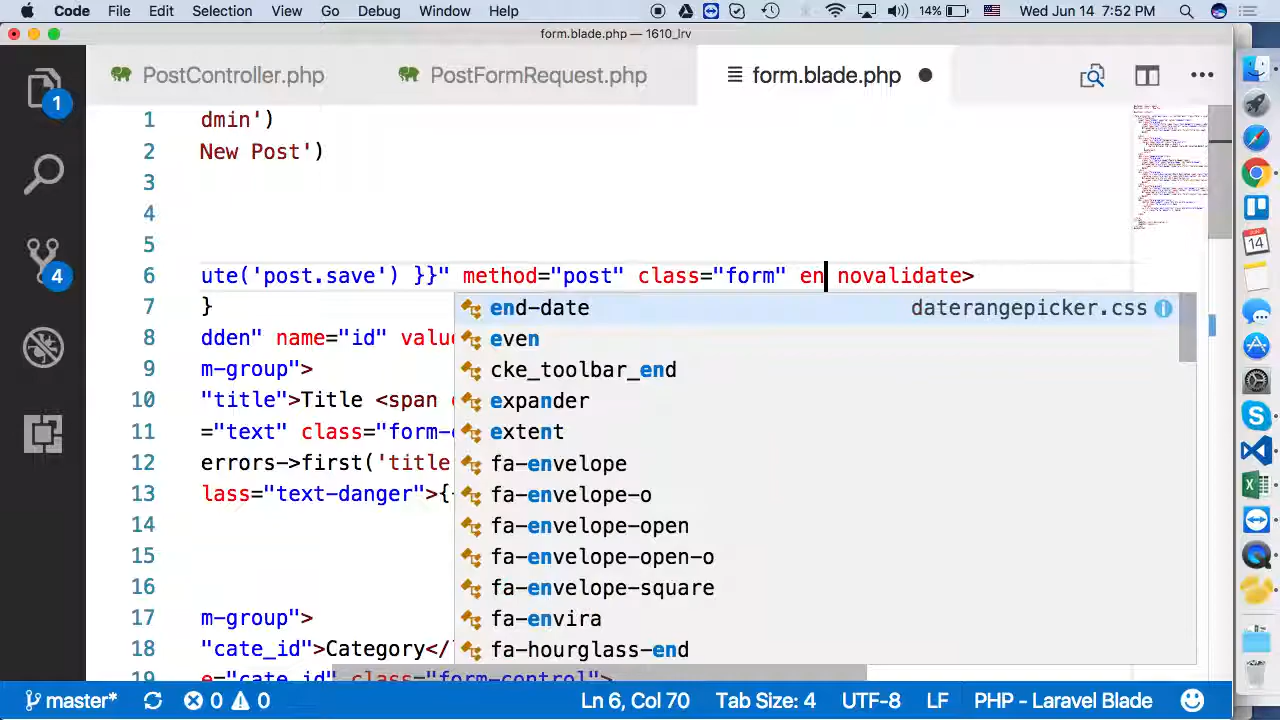 Code File Edit Selection View Go Debug Window Help 14% Wed Jun 14 7:52 PM
form.blade.php — 1610_lrv
PostController.php PostFormRequest.php form.blade.php
1 dmin')
2 New Post')
3
4
5
6 ute('post.save') }}" method="post" class="form" en novalidate>
7 }
8 dden" name="id" valu
9 m-group">
10 "title">Title <span
11 ="text" class="form-
12 errors->first('title
13 lass="text-danger">{
14
15
16
17 m-group">
18 "cate_id">Category</
19 e="cate_id" class="form-control">
end-date daterangepicker.css
even
cke_toolbar_end
expander
extent
fa-envelope
fa-envelope-o
fa-envelope-open
fa-envelope-open-o
fa-envelope-square
fa-envira
fa-hourglass-end
1
4
14
master* 0 0 Ln 6, Col 70 Tab Size: 4 UTF-8 LF PHP - Laravel Blade